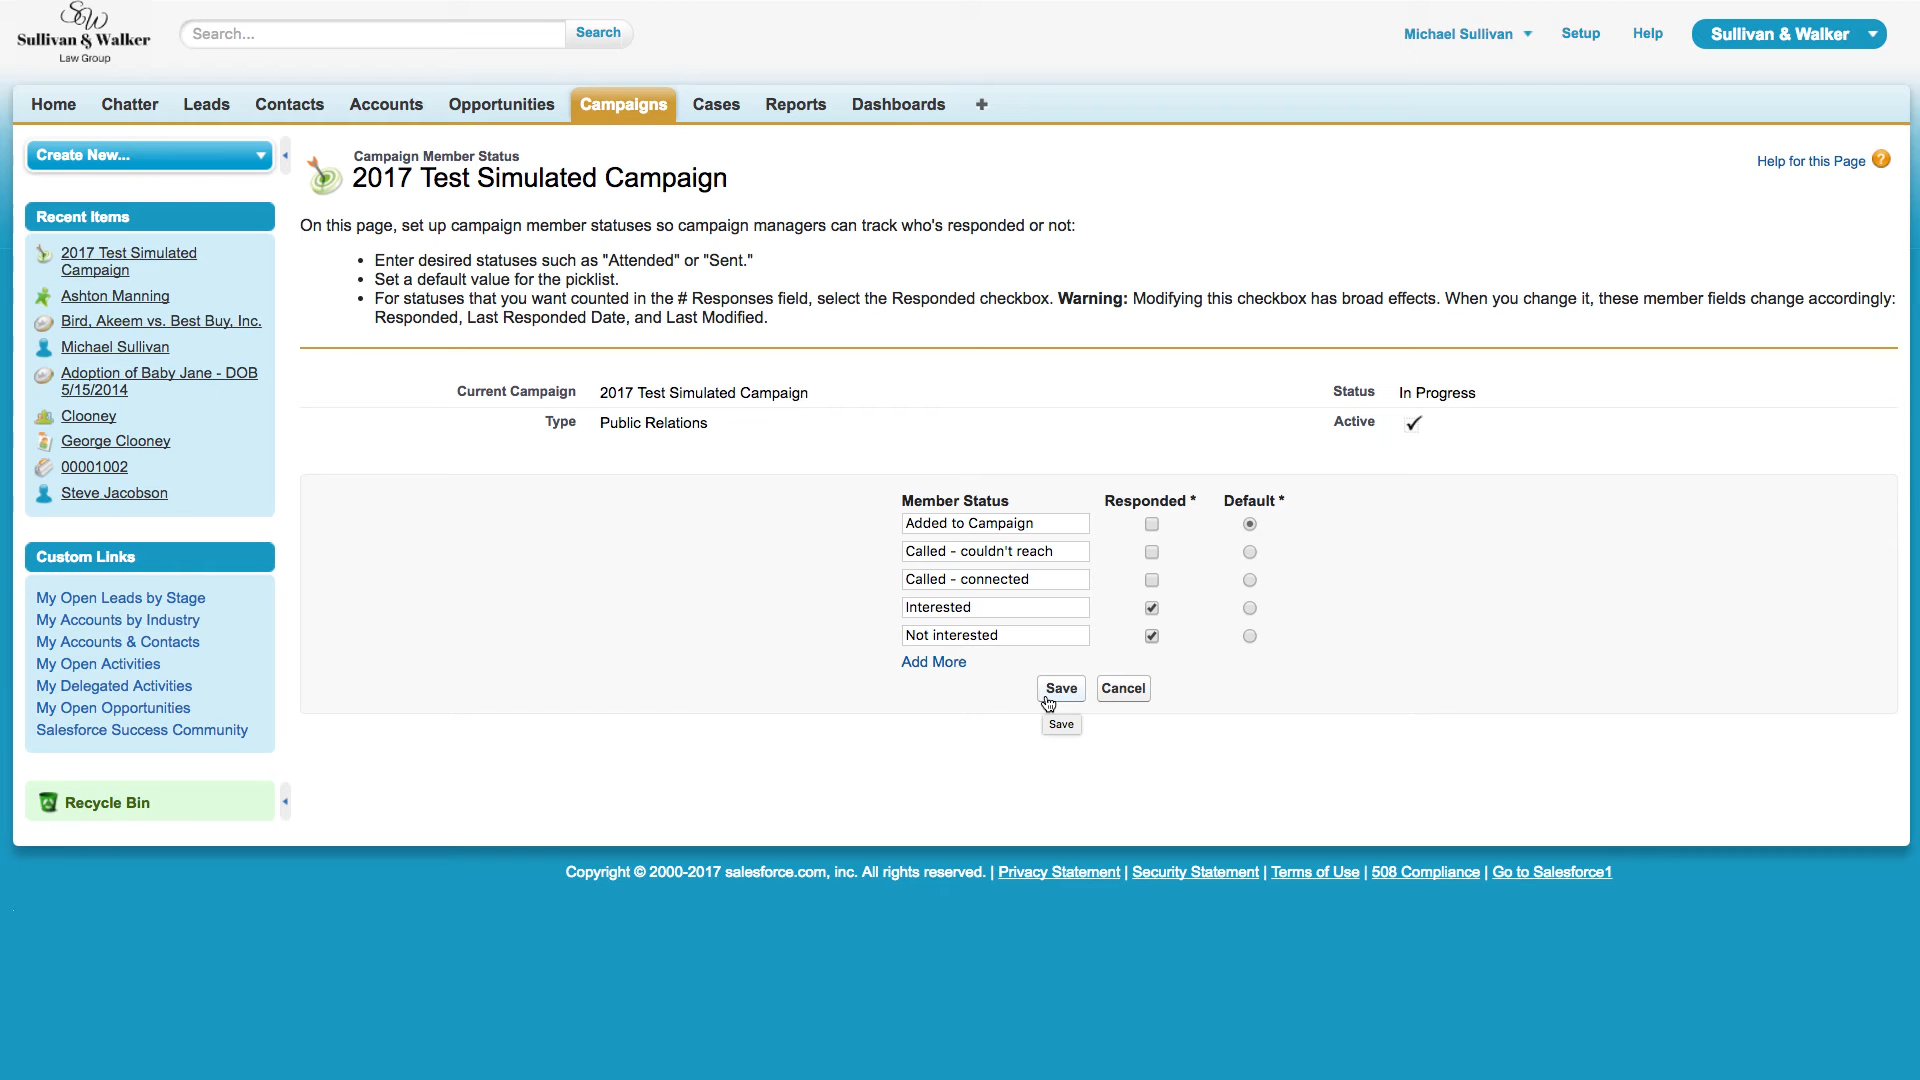 SW
Sullivan & Walker
Law Group
Search...
Search
Michael Sullivan
Setup
Help
Sullivan & Walker
Home
Chatter
Leads
Contacts
Accounts
Opportunities
Campaigns
Cases
Reports
Dashboards
+
Create New...
Recent Items
2017 Test Simulated
Campaign
Ashton Manning
Bird, Akeem vs. Best Buy, Inc.
Michael Sullivan
Adoption of Baby Jane - DOB
5/15/2014
Clooney
George Clooney
00001002
Steve Jacobson
Custom Links
My Open Leads by Stage
My Accounts by Industry
My Accounts & Contacts
My Open Activities
My Delegated Activities
My Open Opportunities
Salesforce Success Community
Recycle Bin
Campaign Member Status
2017 Test Simulated Campaign
Help for this Page ?
On this page, set up campaign member statuses so campaign managers can track who's responded or not:
• Enter desired statuses such as "Attended" or "Sent."
• Set a default value for the picklist.
• For statuses that you want counted in the # Responses field, select the Responded checkbox. Warning: Modifying this checkbox has broad effects. When you change it, these member fields change accordingly:
Responded, Last Responded Date, and Last Modified.
Current Campaign 2017 Test Simulated Campaign Status In Progress
Type Public Relations Active
Member Status Responded * Default *
Added to Campaign
Called - couldn't reach
Called - connected
Interested
Not interested
Add More
Save Cancel
Save
Copyright © 2000-2017 salesforce.com, inc. All rights reserved. | Privacy Statement | Security Statement | Terms of Use | 508 Compliance | Go to Salesforce1